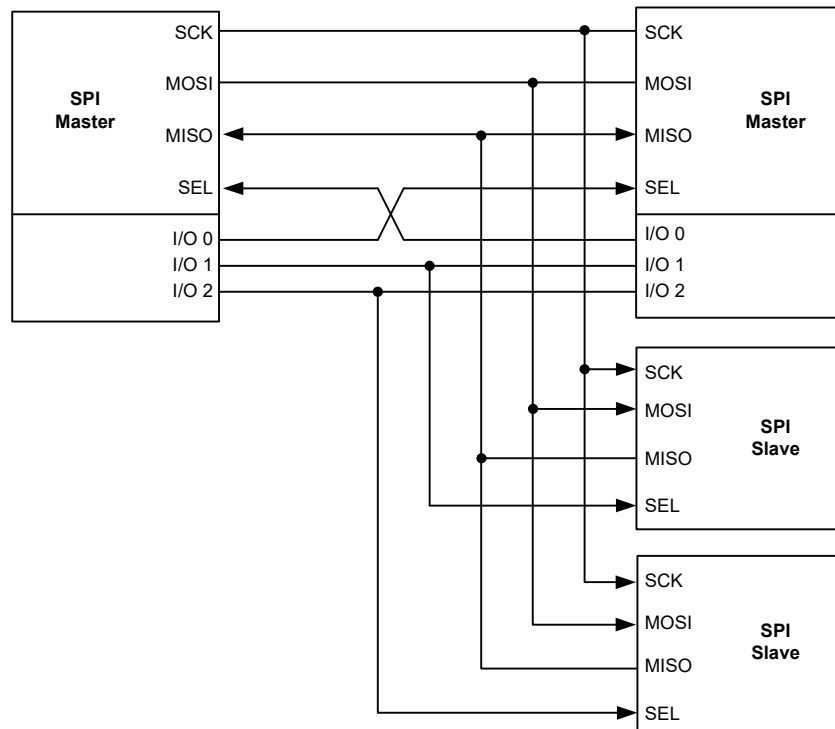 SCK
MOSI
SPI
Master
MISO
SEL
I/O 0
I/O 1
I/O 2
SCK
MOSI
SPI
Master
MISO
SEL
I/O 0
I/O 1
I/O 2
SCK
MOSI
SPI
Slave
MISO
SEL
SCK
MOSI
SPI
Slave
MISO
SEL